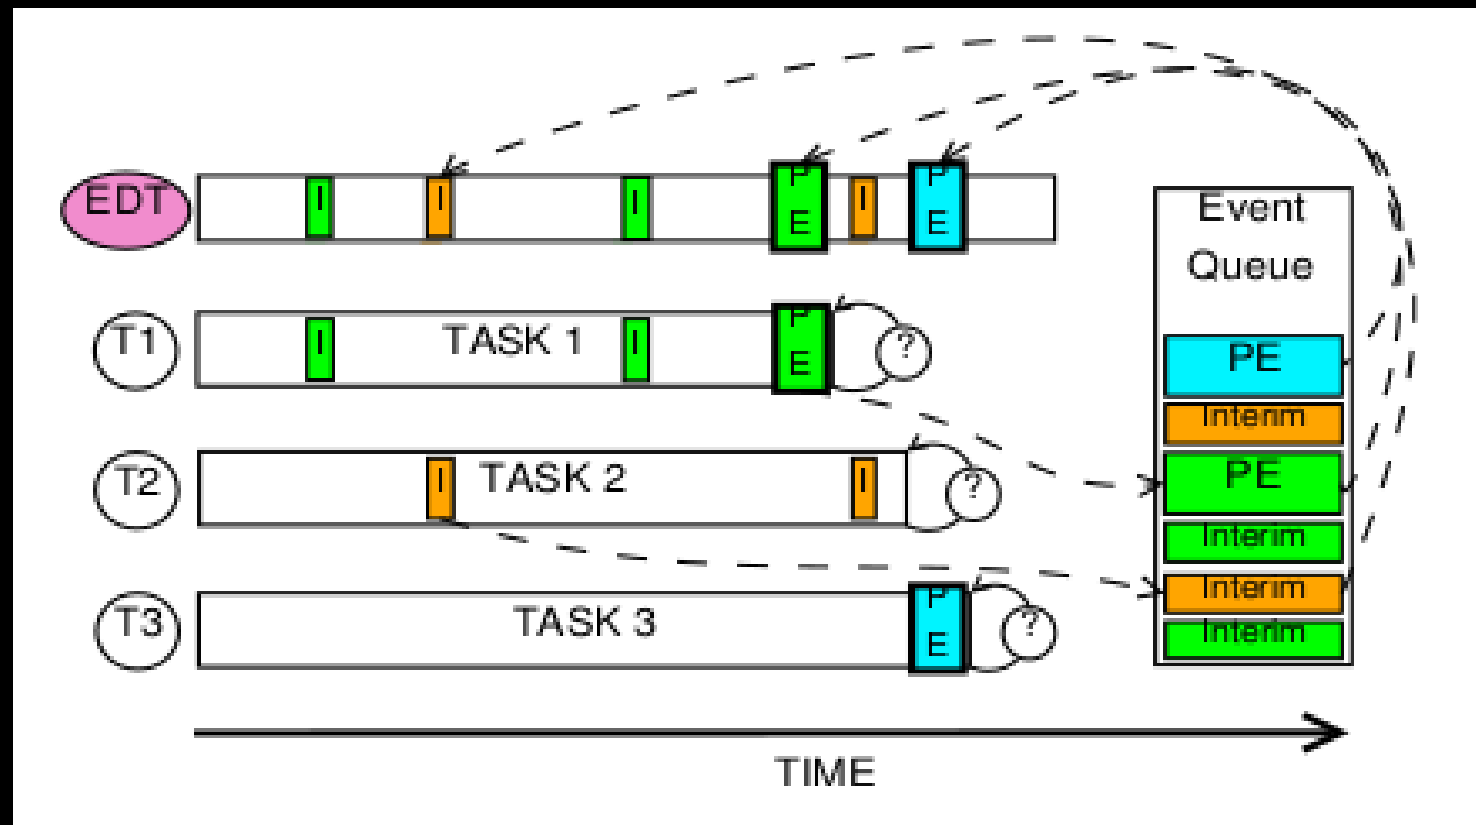 EDT
I
I
I
P
E
I
P
E
T1
I
TASK 1
I
P
E
?
T2
I
TASK 2
I
?
T3
TASK 3
P
E
?
Event
Queue
PE
Interim
PE
Interim
Interim
Interim
TIME